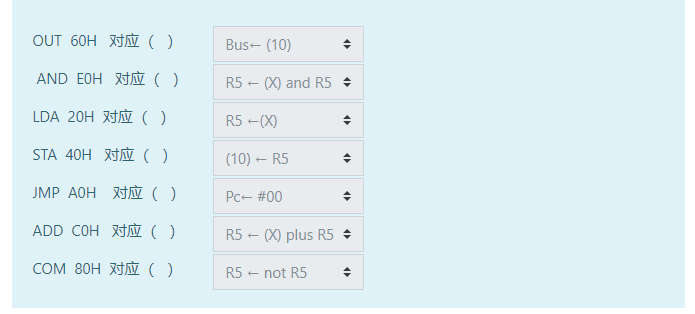 OUT 60H 对应 ( ) Bus← (10)
AND E0H 对应 ( ) R5 ← (X) and R5
LDA 20H 对应 ( ) R5 ←(X)
STA 40H 对应 ( ) (10) ← R5
JMP A0H 对应 ( ) Pc← #00
ADD C0H 对应 ( ) R5 ← (X) plus R5
COM 80H 对应 ( ) R5 ← not R5